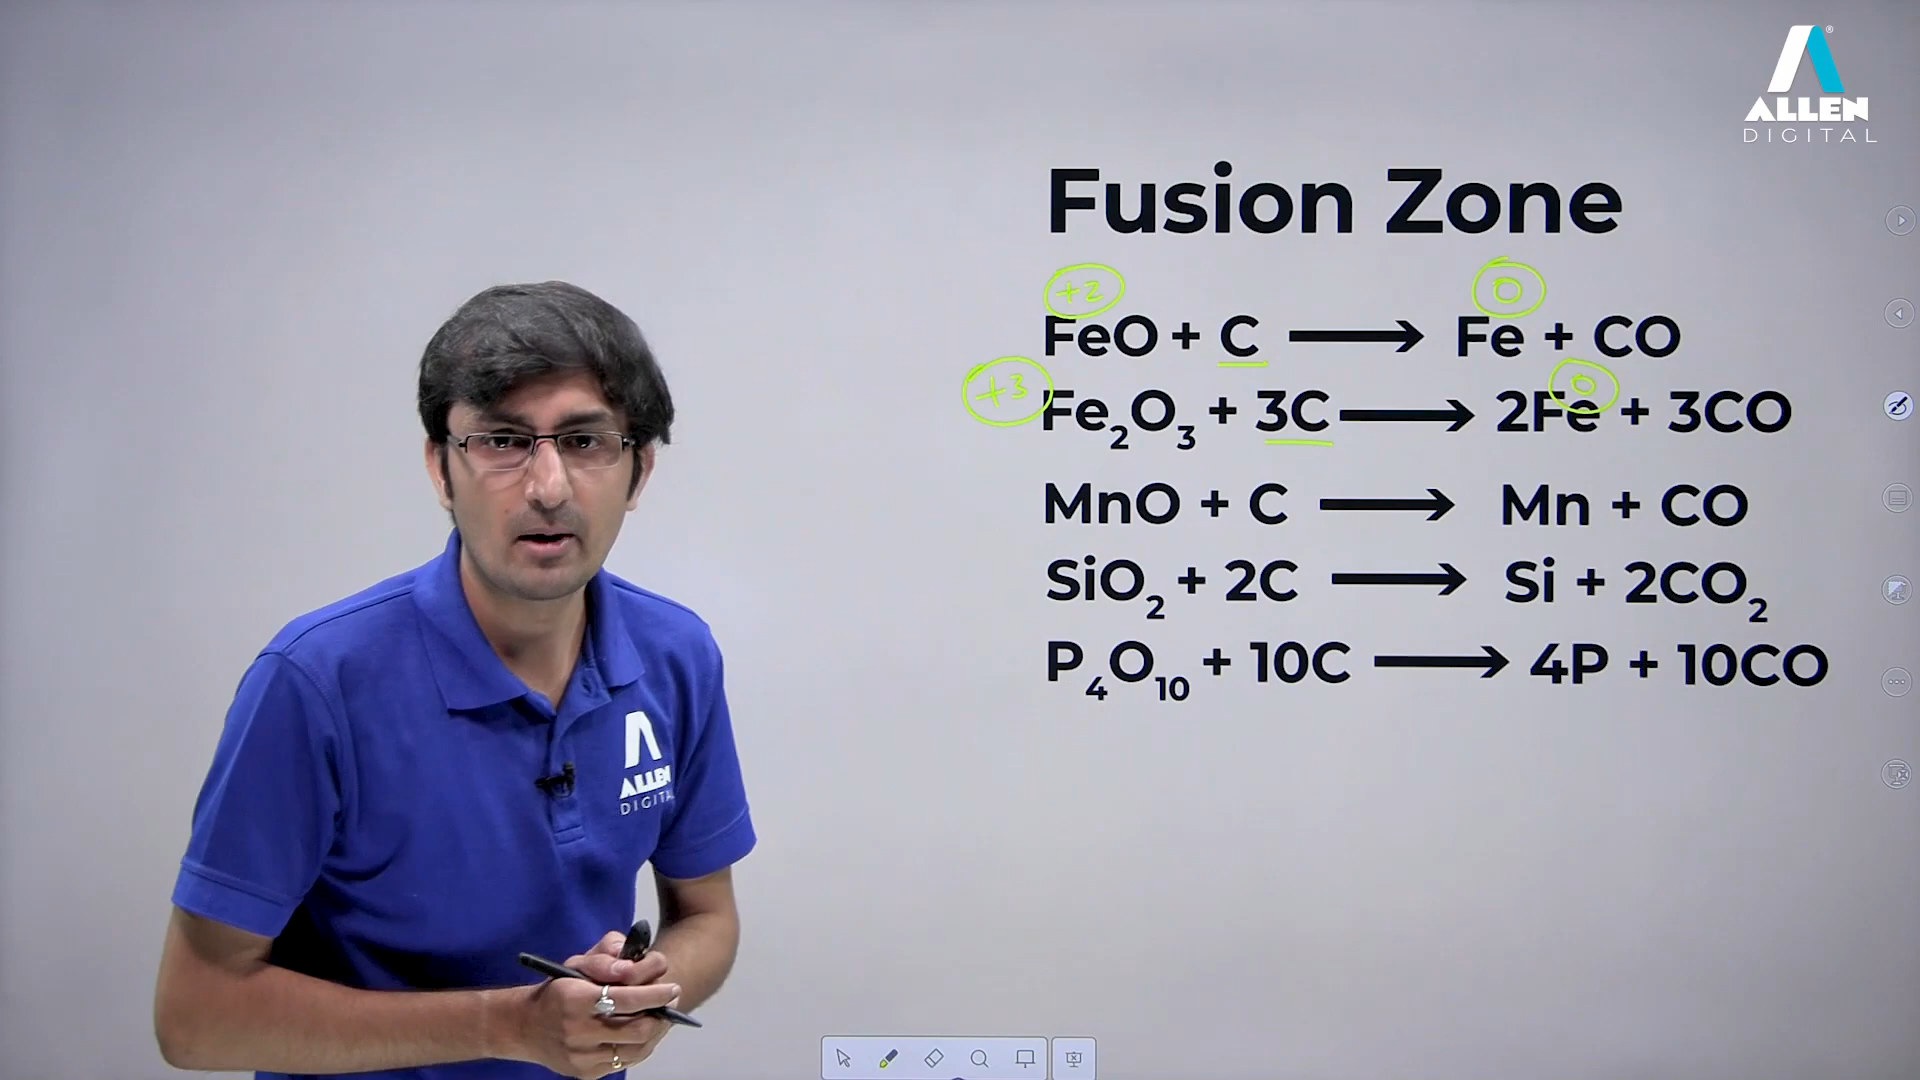 ALLEN
DIGITAL
Fusion Zone
+2 0
FeO + C ⟶ Fe + CO
+3 0
Fe₂O₃ + 3C ⟶ 2Fe + 3CO
MnO + C ⟶ Mn + CO
SiO₂ + 2C ⟶ Si + 2CO₂
P₄O₁₀ + 10C ⟶ 4P + 10CO
ALLEN
DIGITAL